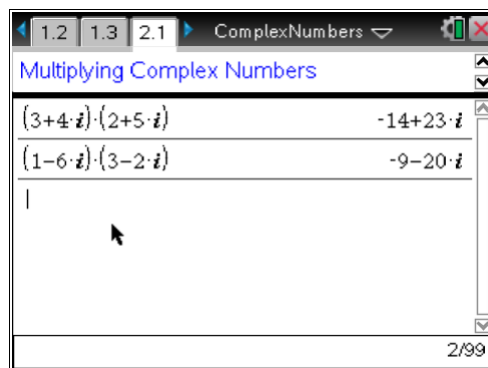 1.2 1.3 2.1 ComplexNumbers
Multiplying Complex Numbers
(3+4·i)·(2+5·i) -14+23·i
(1−6·i)·(3−2·i) -9−20·i
2/99